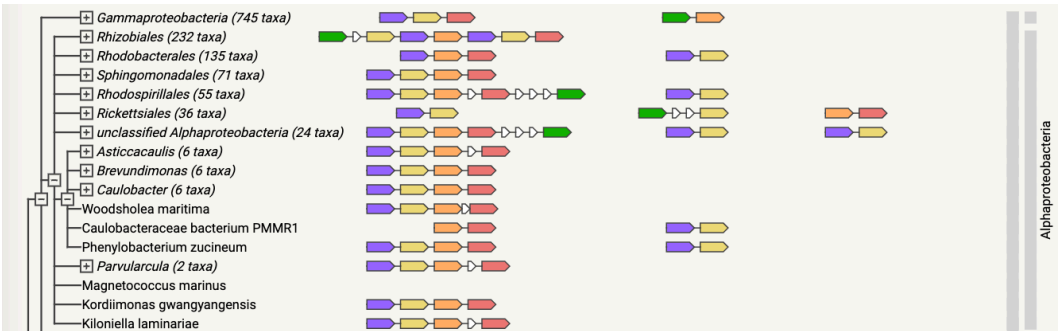 Gammaproteobacteria (745 taxa)
Rhizobiales (232 taxa)
Rhodobacterales (135 taxa)
Sphingomonadales (71 taxa)
Rhodospirillales (55 taxa)
Rickettsiales (36 taxa)
unclassified Alphaproteobacteria (24 taxa)
Asticcacaulis (6 taxa)
Brevundimonas (6 taxa)
Caulobacter (6 taxa)
Woodsholea maritima
Caulobacteraceae bacterium PMMR1
Phenylobacterium zucineum
Parvularcula (2 taxa)
Magnetococcus marinus
Kordiimonas gwangyangensis
Kiloniella laminariae
Alphaproteobacteria